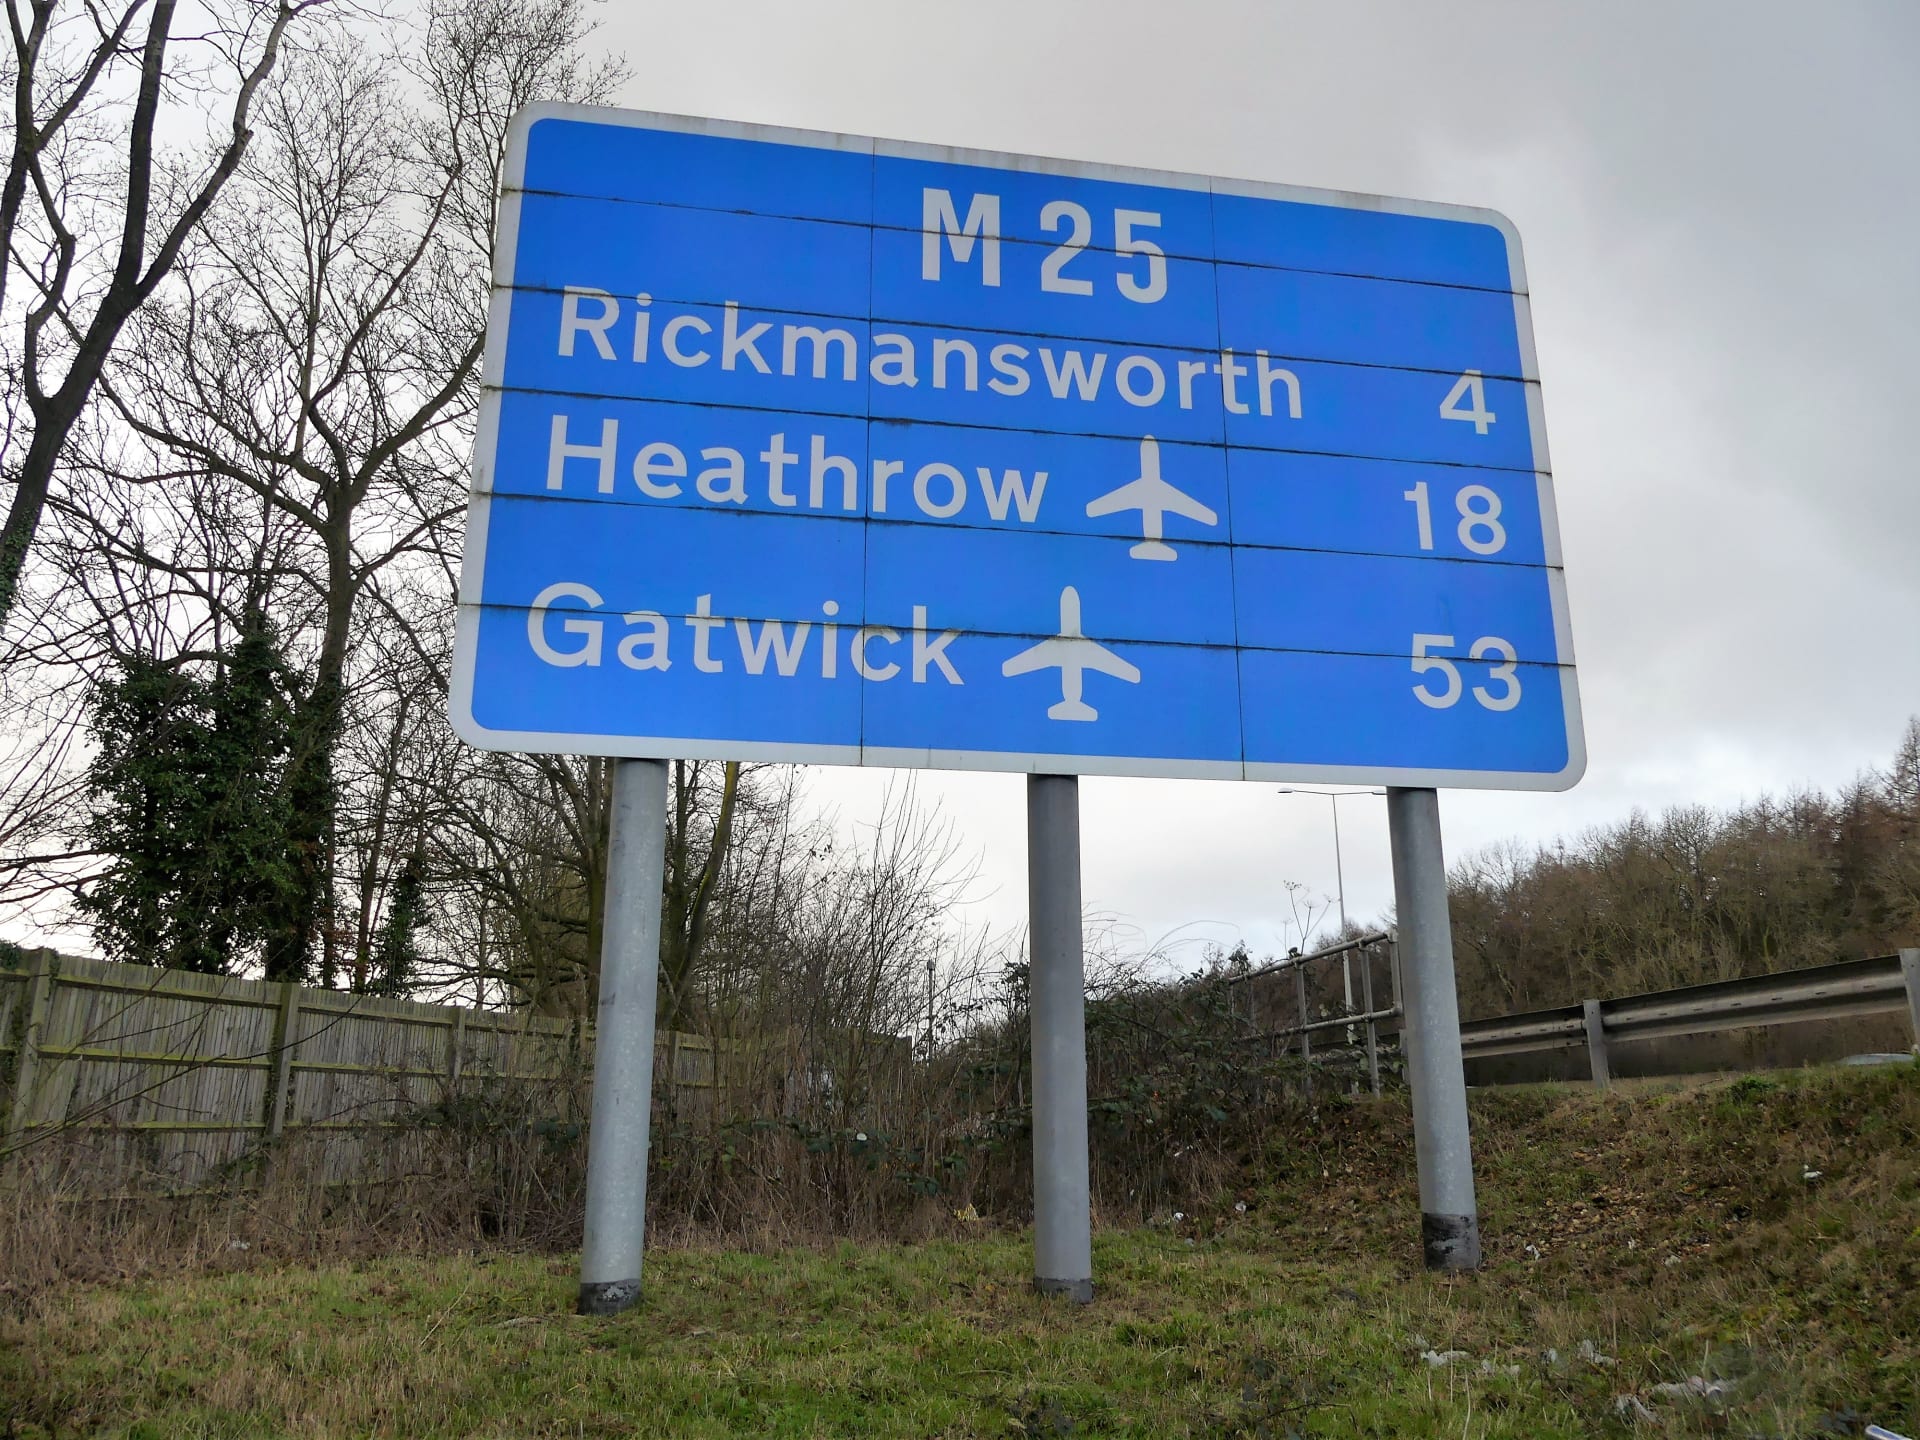 M25
Rickmansworth 4
Heathrow 18
Gatwick 53